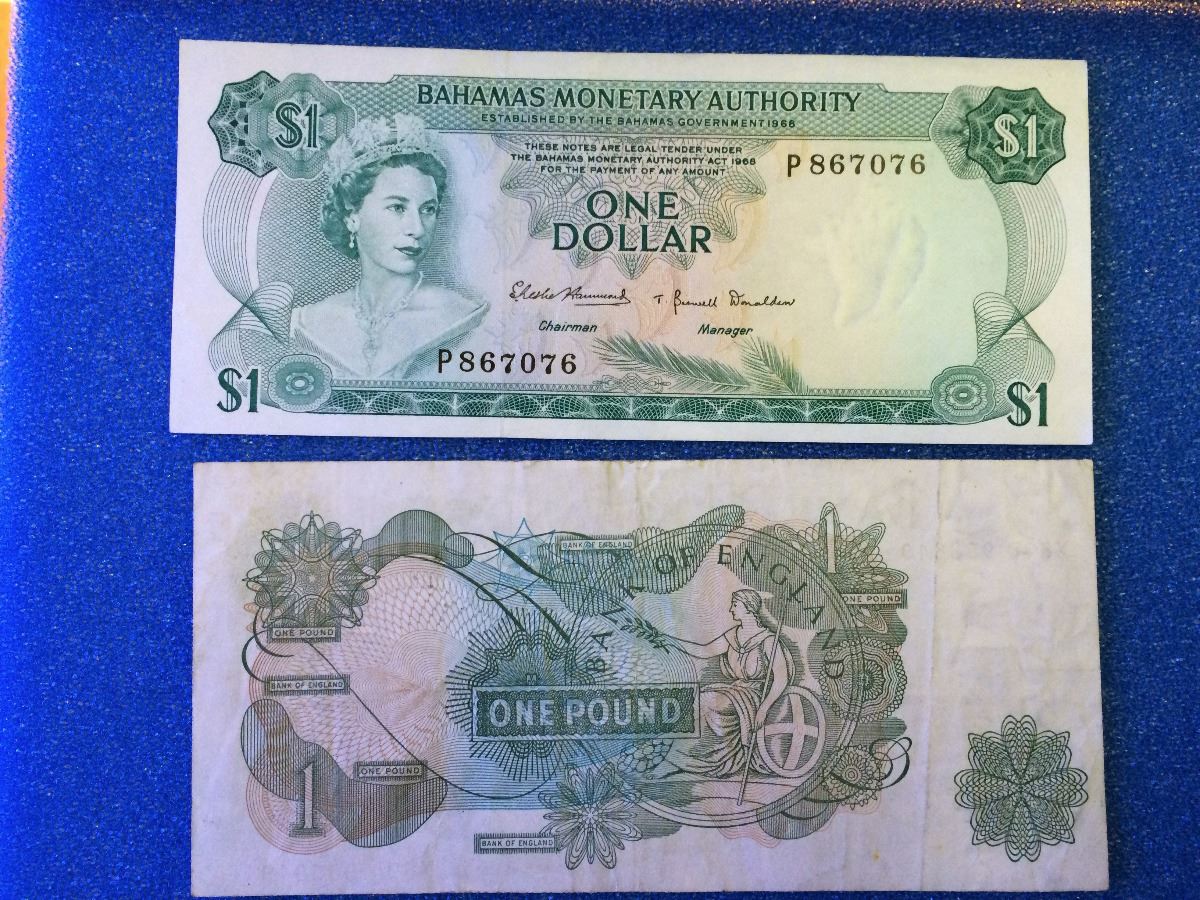 $1
BAHAMAS MONETARY AUTHORITY
$1
ESTABLISHED BY THE BAHAMAS GOVERNMENT 1968
THESE NOTES ARE LEGAL TENDER UNDER
THE BAHAMAS MONETARY AUTHORITY ACT 1968
FOR THE PAYMENT OF ANY AMOUNT
P867076
ONE
DOLLAR
Chairman
Manager
P867076
$1
$1
BANK OF ENGLAND
1
BANK OF ENGLAND
ONE POUND
ONE POUND
BANK OF ENGLAND
ONE POUND
ONE POUND
1
BANK OF ENGLAND